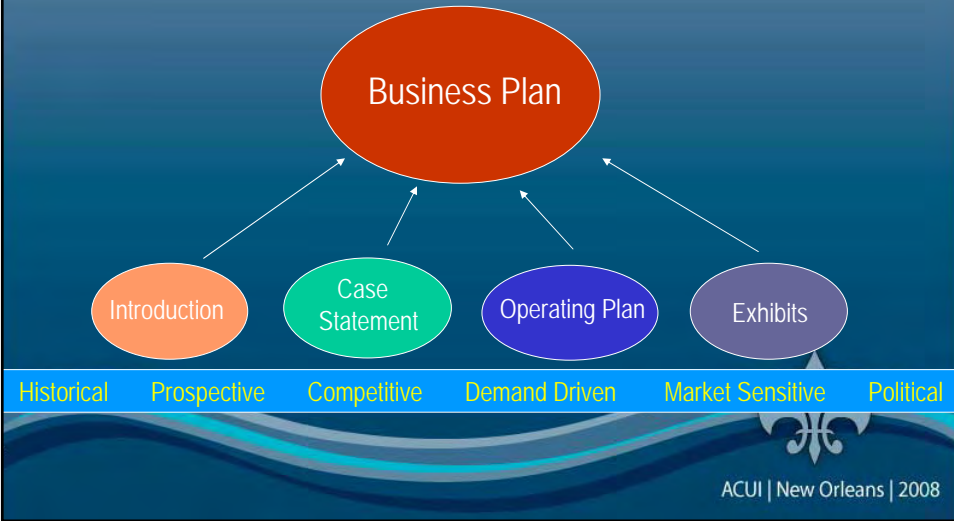 Business Plan
Introduction
Case
Statement
Operating Plan
Exhibits
Historical Prospective Competitive Demand Driven Market Sensitive Political
ACUI | New Orleans | 2008